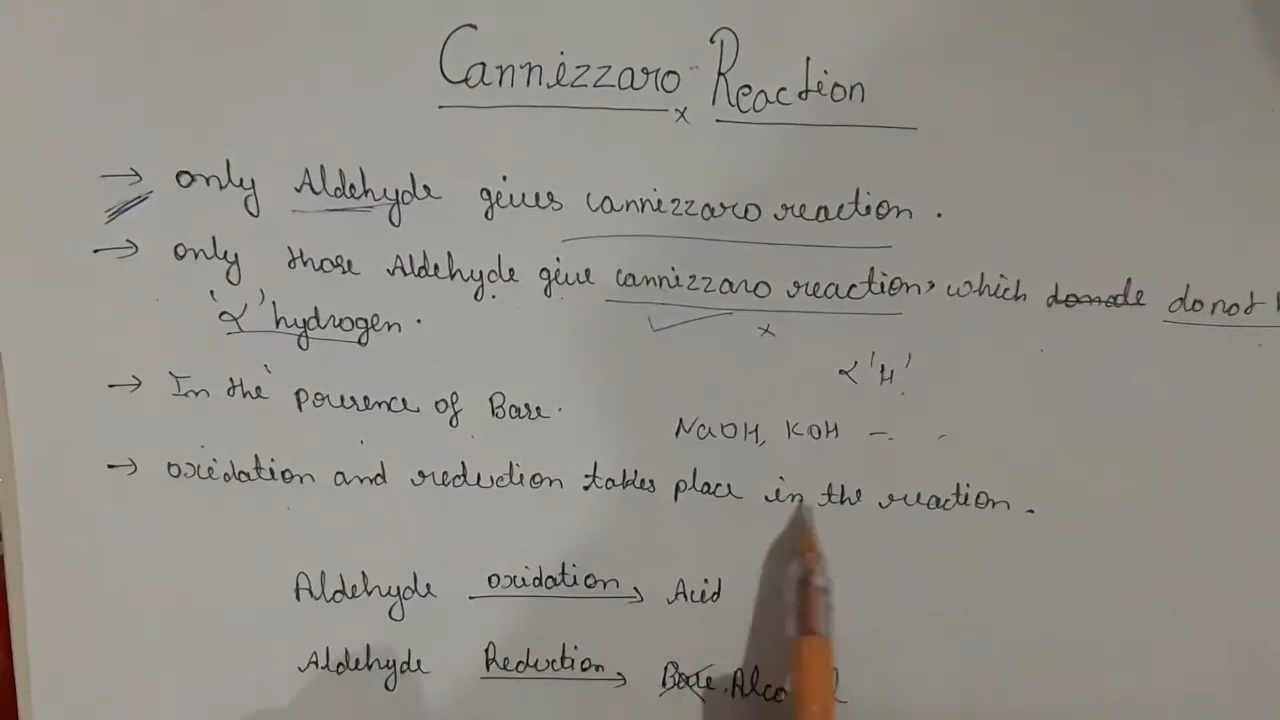 Cannizzaro Reaction
→ only Aldehyde gives cannizzaro reaction.
→ only those Aldehyde give cannizzaro reaction, which do not
'α' hydrogen.
α 'H'
→ In the presence of Base.
NaOH, KOH - -
→ oxidation and reduction takes place in the reaction.
Aldehyde oxidation → Acid
Aldehyde Reduction → Base. Alco